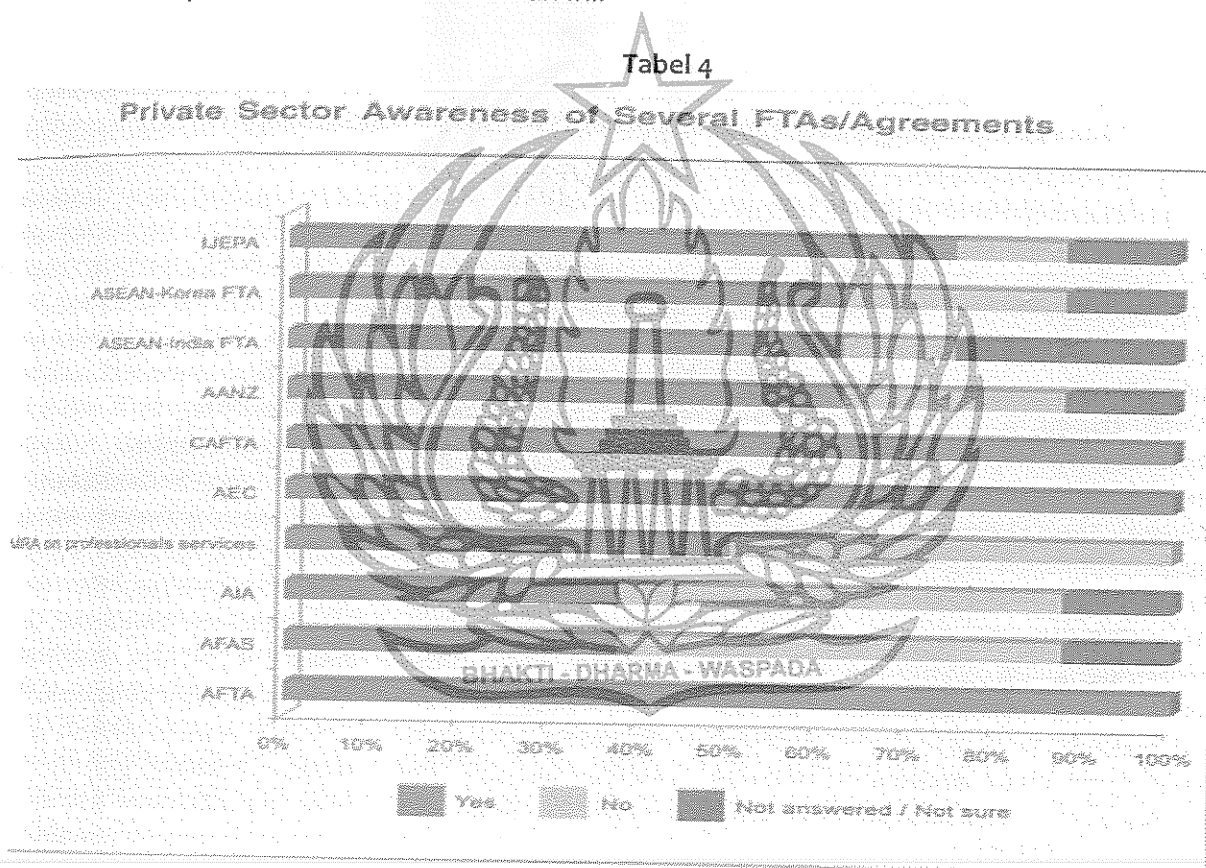 Tabel 4
Private Sector Awareness of Several FTAs/Agreements
IJEPA
ASEAN-Korea FTA
ASEAN-India FTA
AANZ
CAFTA
AEC
MRA on professionals services
AIA
AFAS
BHAKTI - DHARMA - WASPADA
AFTA
0% 10% 20% 30% 40% 50% 60% 70% 80% 90% 100%
Yes No Not answered / Not sure